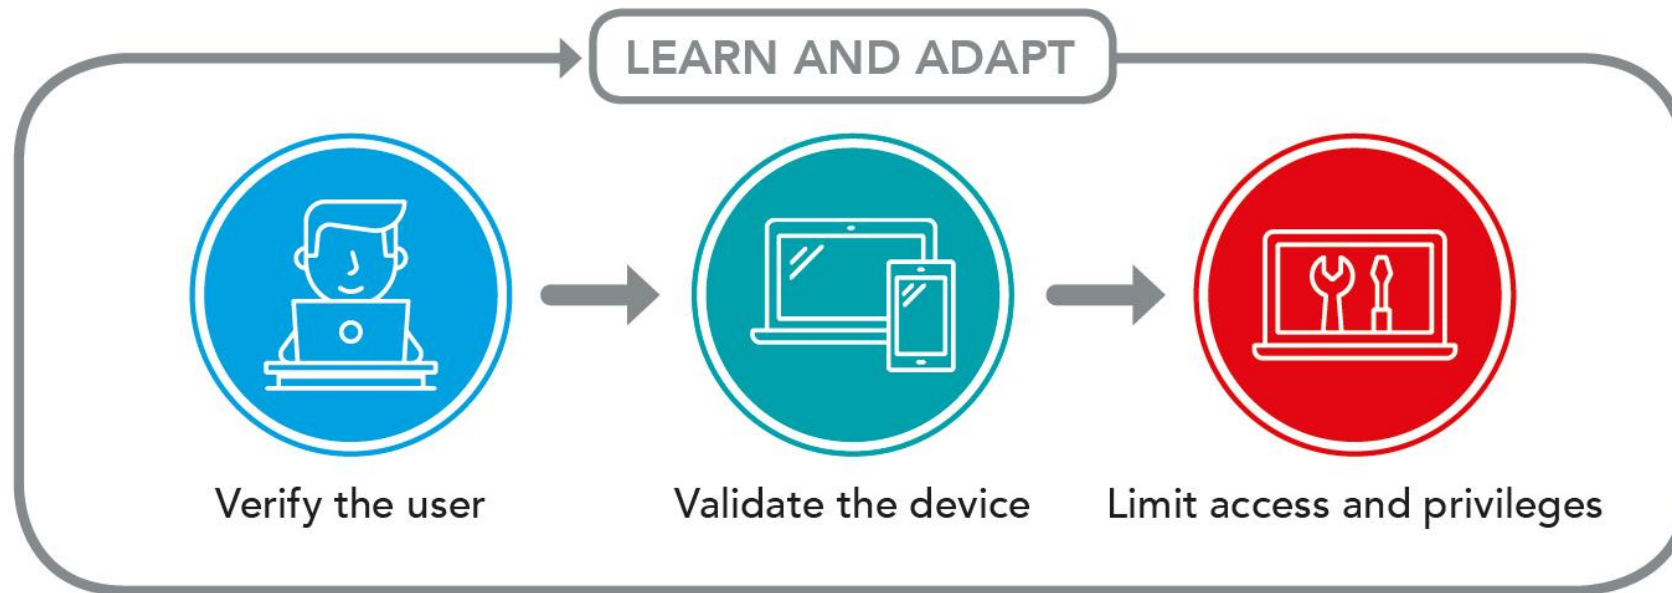 LEARN AND ADAPT
Verify the user
Validate the device
Limit access and privileges